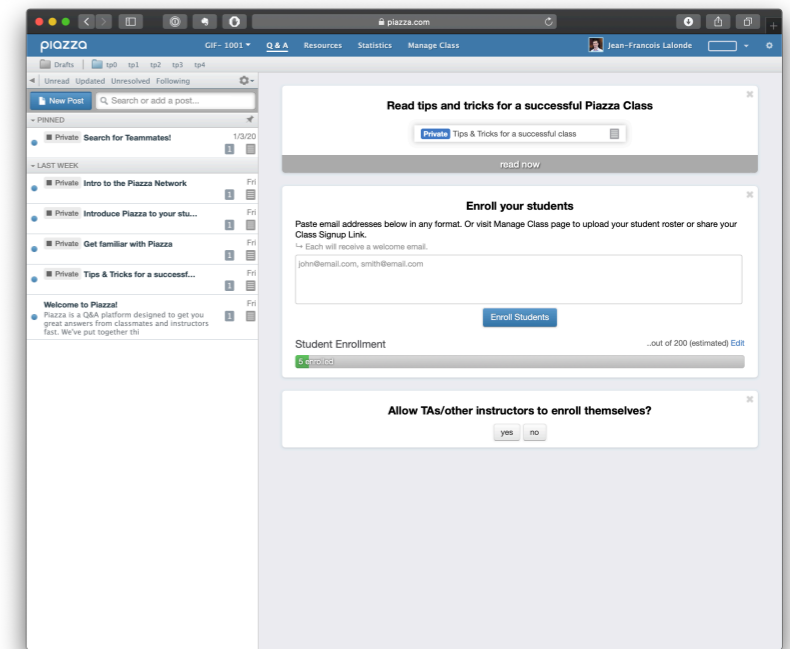 piazza.com
piazza
GIF- 1001
Q & A
Resources
Statistics
Manage Class
Jean-Francois Lalonde
Drafts
tp0
tp1
tp2
tp3
tp4
Unread Updated Unresolved Following
New Post
Search or add a post...
PINNED
Private Search for Teammates! 1/3/20
1
LAST WEEK
Private Intro to the Piazza Network Fri
1
Private Introduce Piazza to your stu... Fri
1
Private Get familiar with Piazza Fri
1
Private Tips & Tricks for a successf... Fri
1
Welcome to Piazza! Fri
Piazza is a Q&A platform designed to get you
great answers from classmates and instructors
fast. We've put together thi
1
Read tips and tricks for a successful Piazza Class
Private Tips & Tricks for a successful class
read now
Enroll your students
Paste email addresses below in any format. Or visit Manage Class page to upload your student roster or share your
Class Signup Link.
↳ Each will receive a welcome email.
john@email.com, smith@email.com
Enroll Students
Student Enrollment ..out of 200 (estimated) Edit
5 enrolled
Allow TAs/other instructors to enroll themselves?
yes no